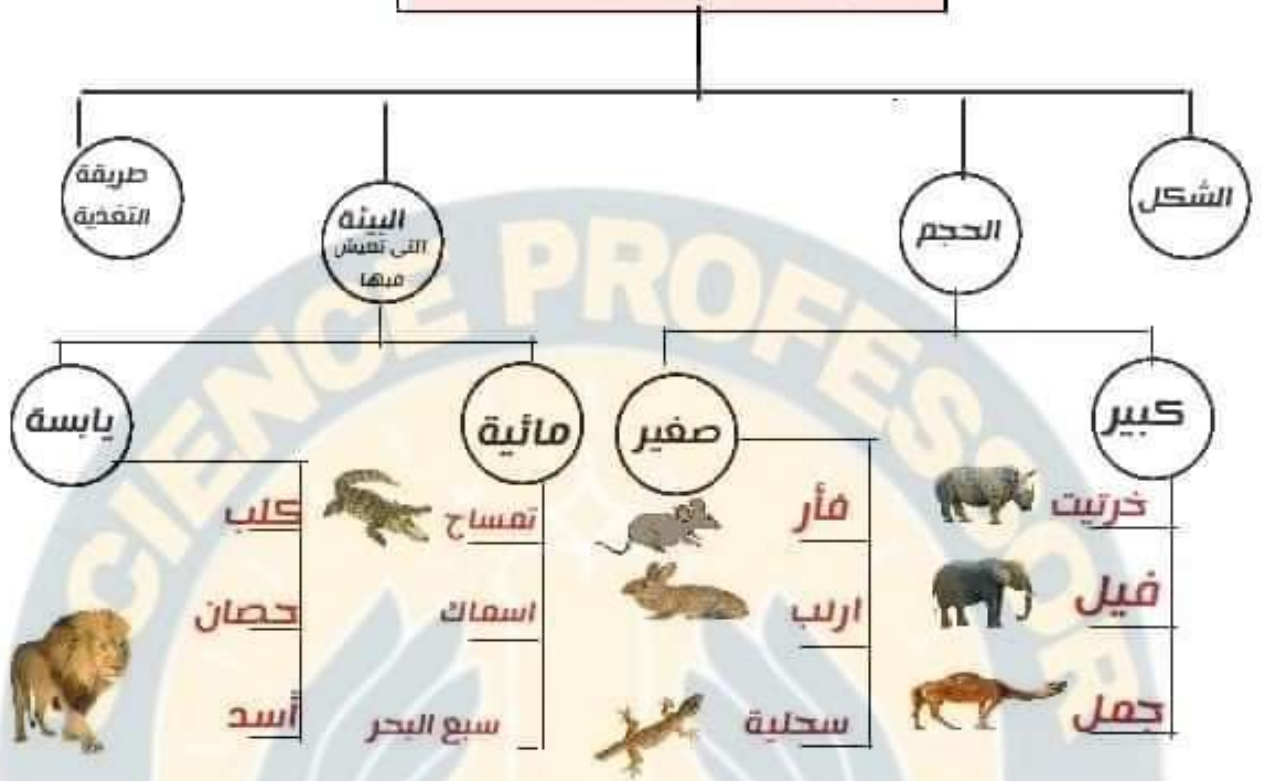 الشكل
الحجم
البيئة
التي تعيش
فيها
طريقة
التغذية
كبير
خرتيت
فيل
جمل
صغير
فأر
ارنب
سحلية
مائية
تمساح
اسماك
سبع البحر
يابسة
كلب
حصان
أسد
SCIENCE PROFESSOR